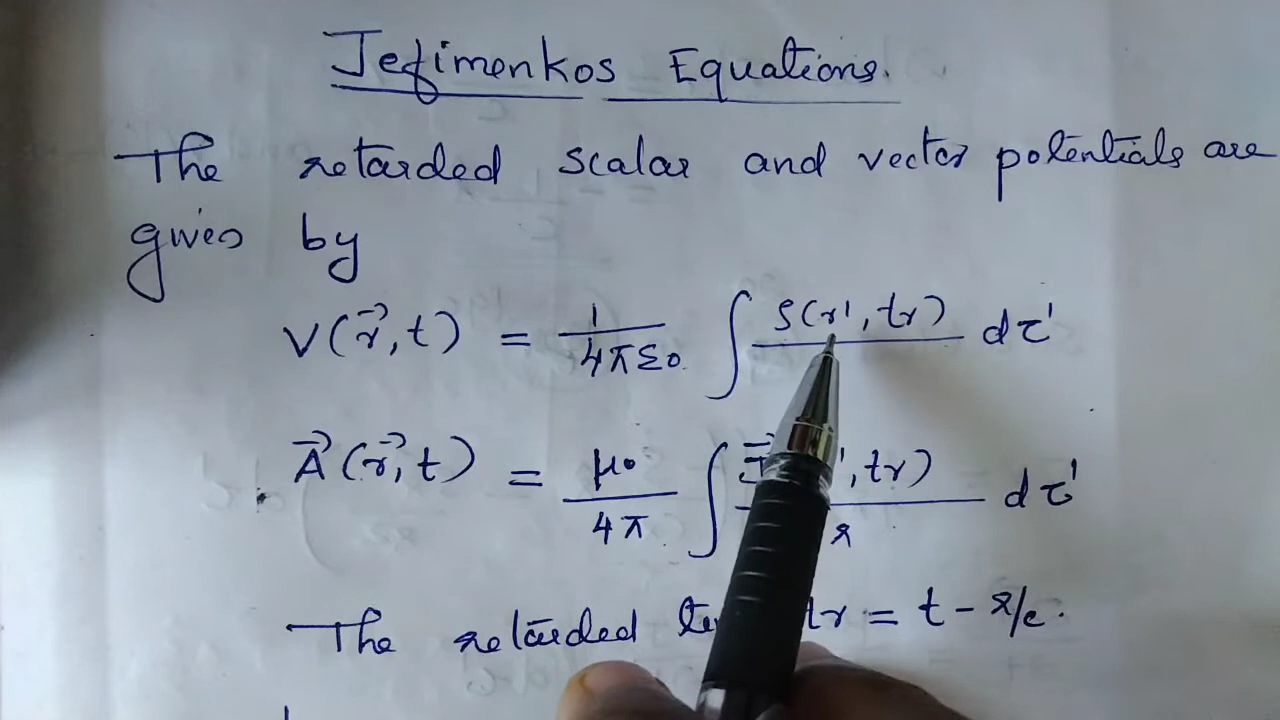 Jefimenkos Equations.
The retarded scalar and vector potentials are
given by
V(r⃗, t) = 1/4πε0 ∫ ρ(r', tr) dτ'
A⃗(r⃗, t) = μ0/4π ∫ J⃗ ', tr)/r dτ'
The retarded tr = t - r/c.